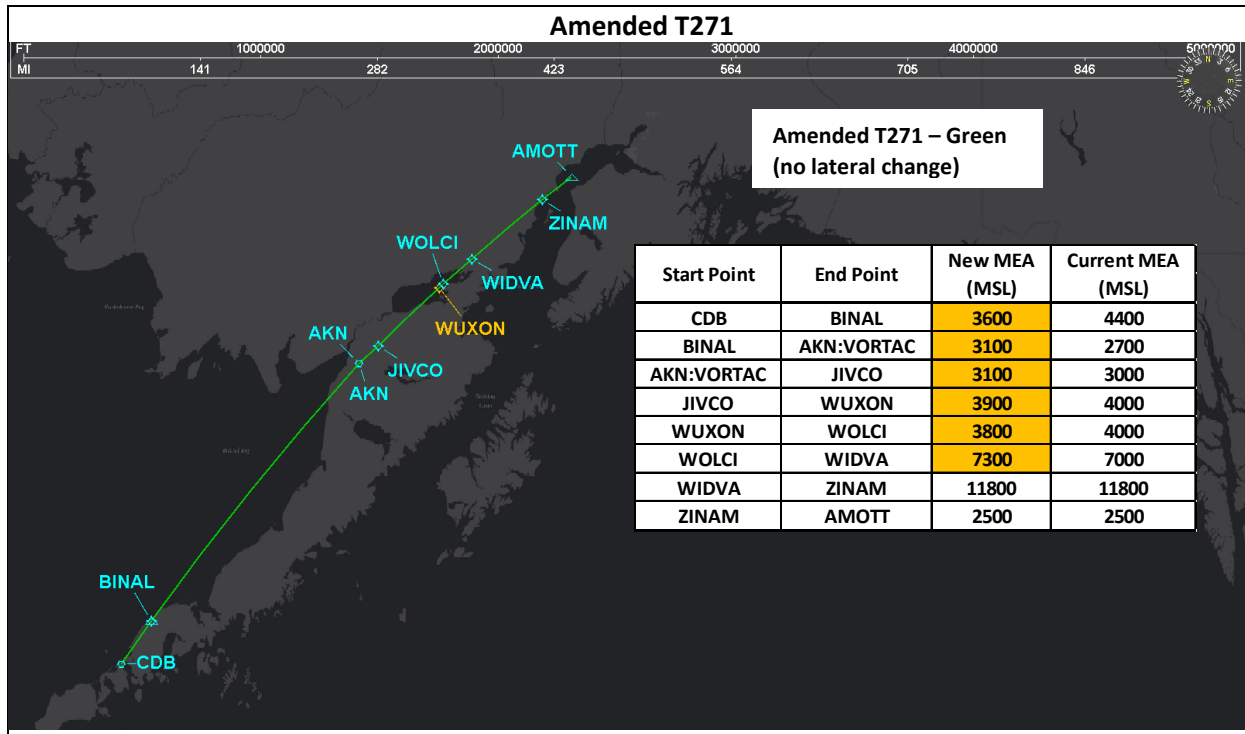 Amended T271
FT 1000000 2000000 3000000 4000000 5000000
MI 141 282 423 564 705 846
N
E
S
W
Amended T271 – Green
(no lateral change)
AMOTT
ZINAM
WOLCI
WIDVA
WUXON
AKN
JIVCO
AKN
BINAL
CDB
Start Point End Point New MEA (MSL) Current MEA (MSL)
CDB BINAL 3600 4400
BINAL AKN:VORTAC 3100 2700
AKN:VORTAC JIVCO 3100 3000
JIVCO WUXON 3900 4000
WUXON WOLCI 3800 4000
WOLCI WIDVA 7300 7000
WIDVA ZINAM 11800 11800
ZINAM AMOTT 2500 2500